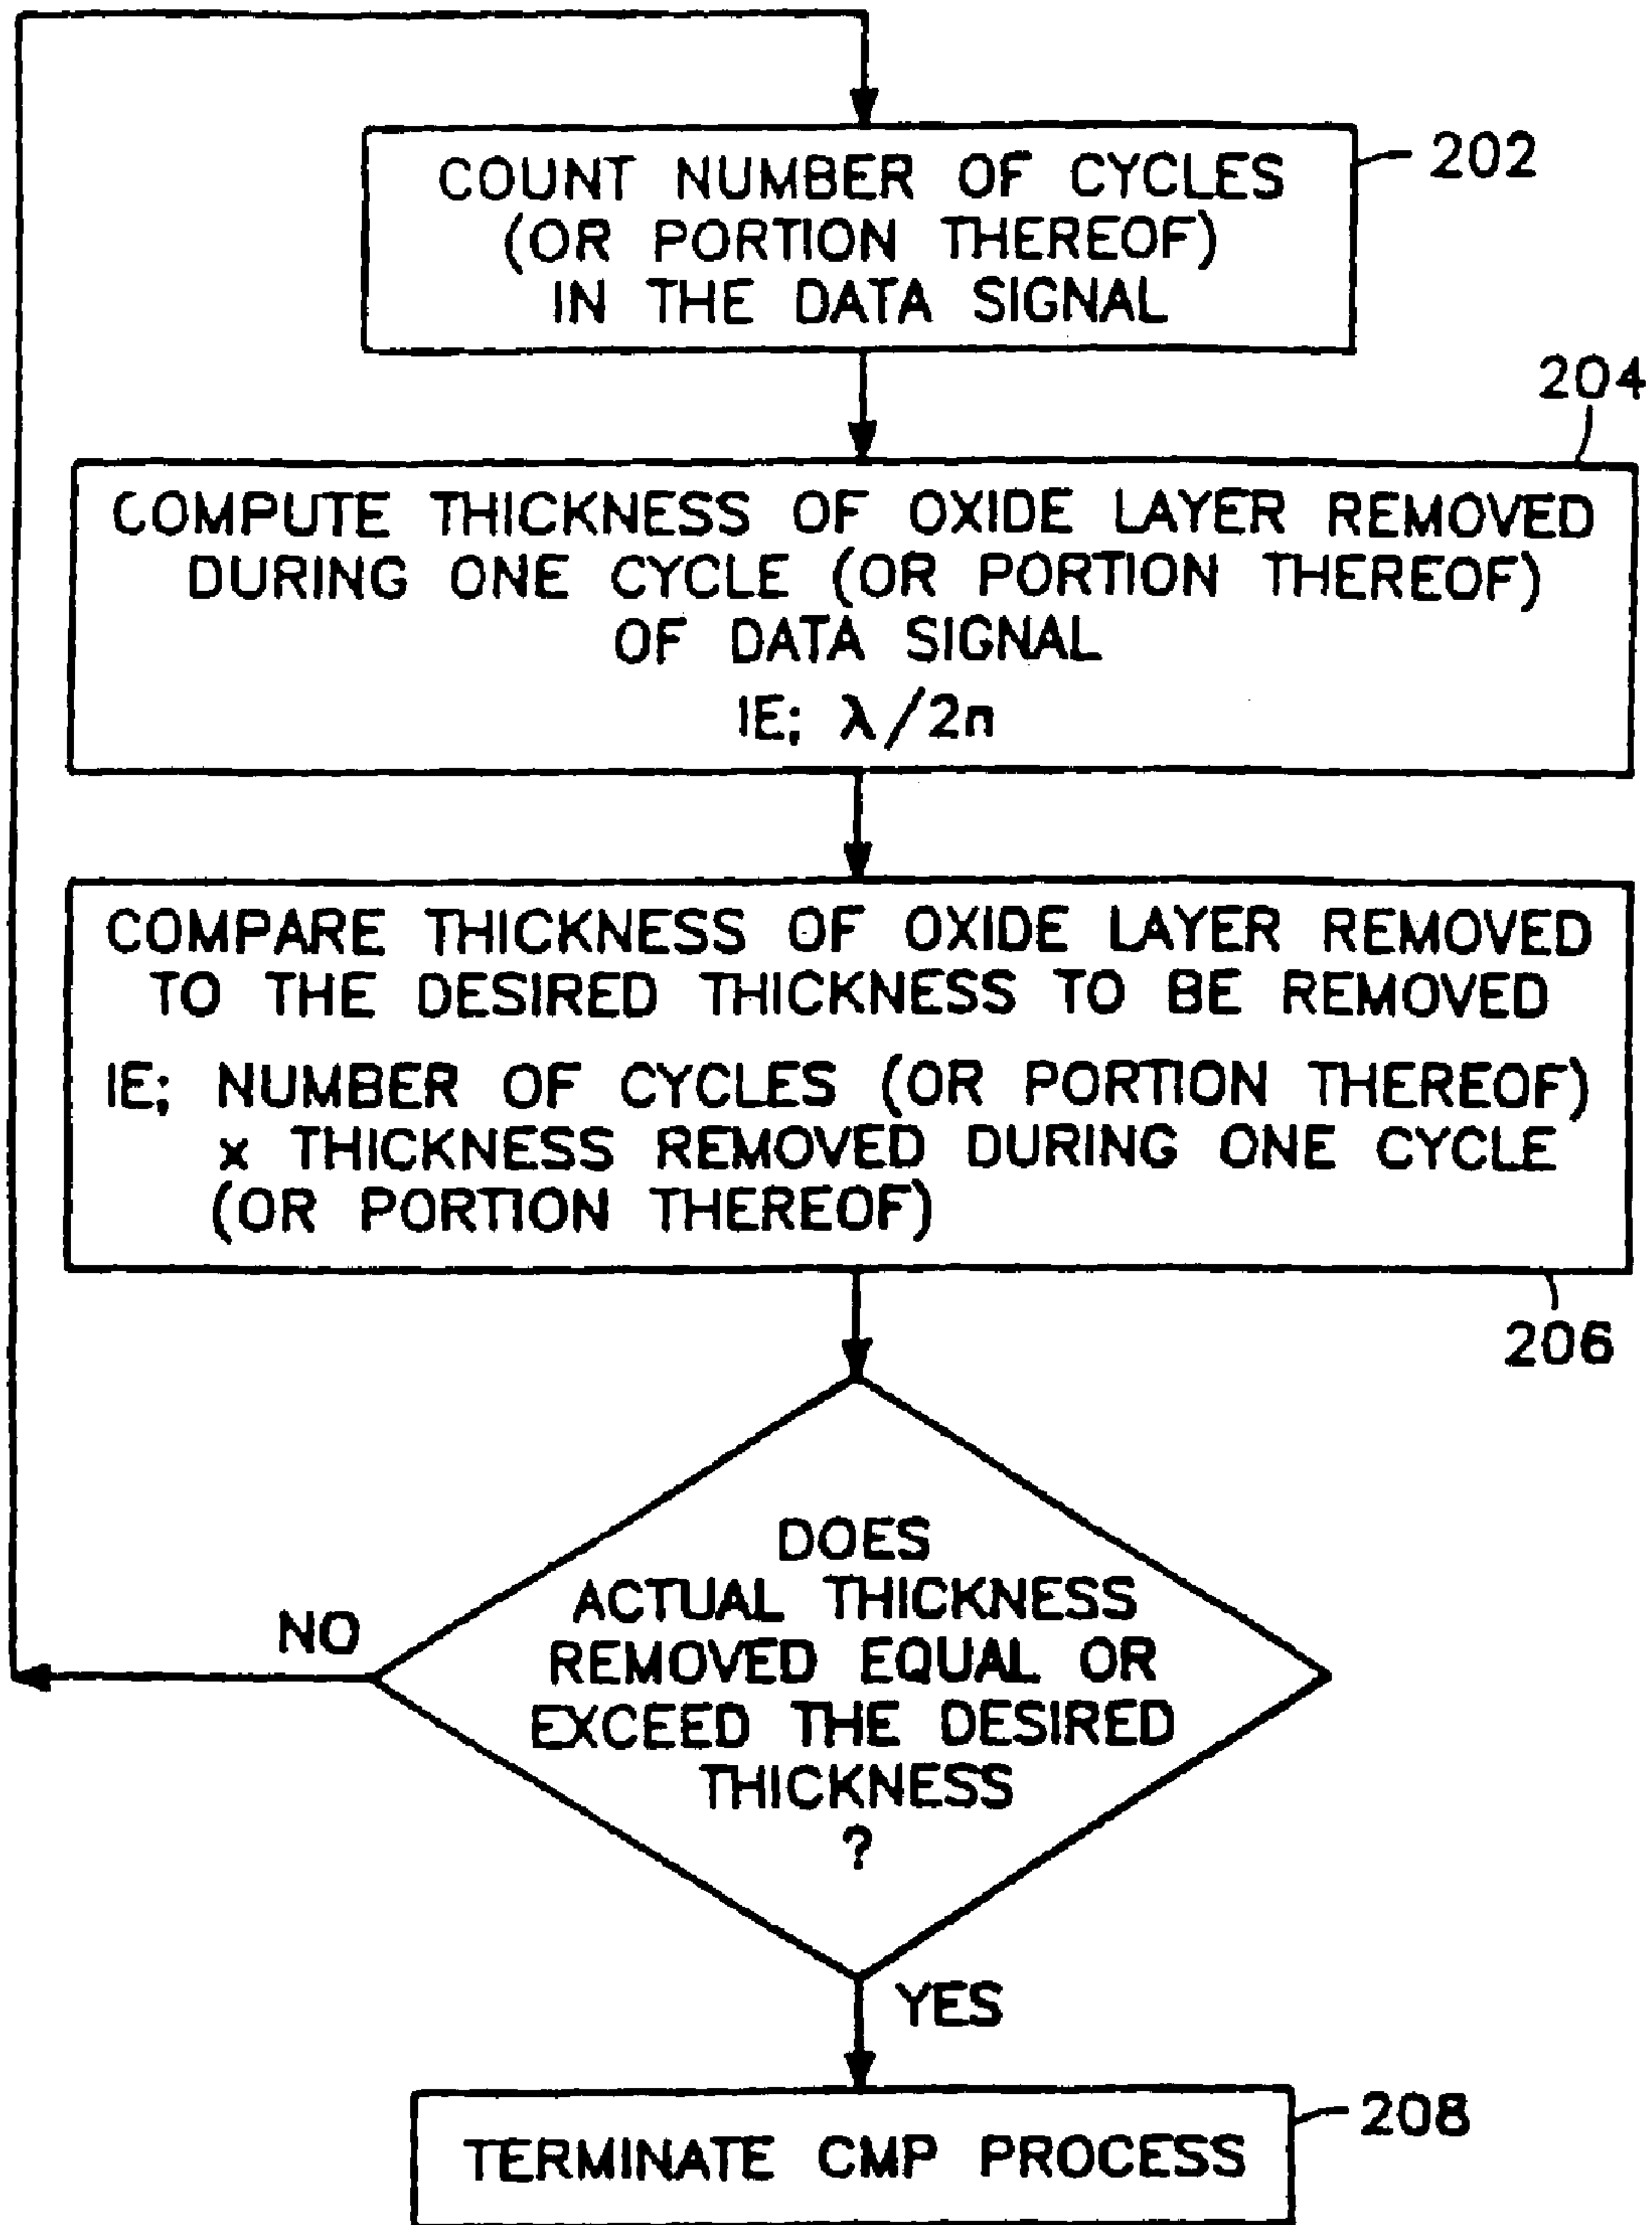 COUNT NUMBER OF CYCLES
(OR PORTION THEREOF)
IN THE DATA SIGNAL
202
204
COMPUTE THICKNESS OF OXIDE LAYER REMOVED
DURING ONE CYCLE (OR PORTION THEREOF)
OF DATA SIGNAL
IE; λ/2n
COMPARE THICKNESS OF OXIDE LAYER REMOVED
TO THE DESIRED THICKNESS TO BE REMOVED
IE; NUMBER OF CYCLES (OR PORTION THEREOF)
x THICKNESS REMOVED DURING ONE CYCLE
(OR PORTION THEREOF)
206
DOES
ACTUAL THICKNESS
REMOVED EQUAL OR
EXCEED THE DESIRED
THICKNESS
?
NO
YES
208
TERMINATE CMP PROCESS